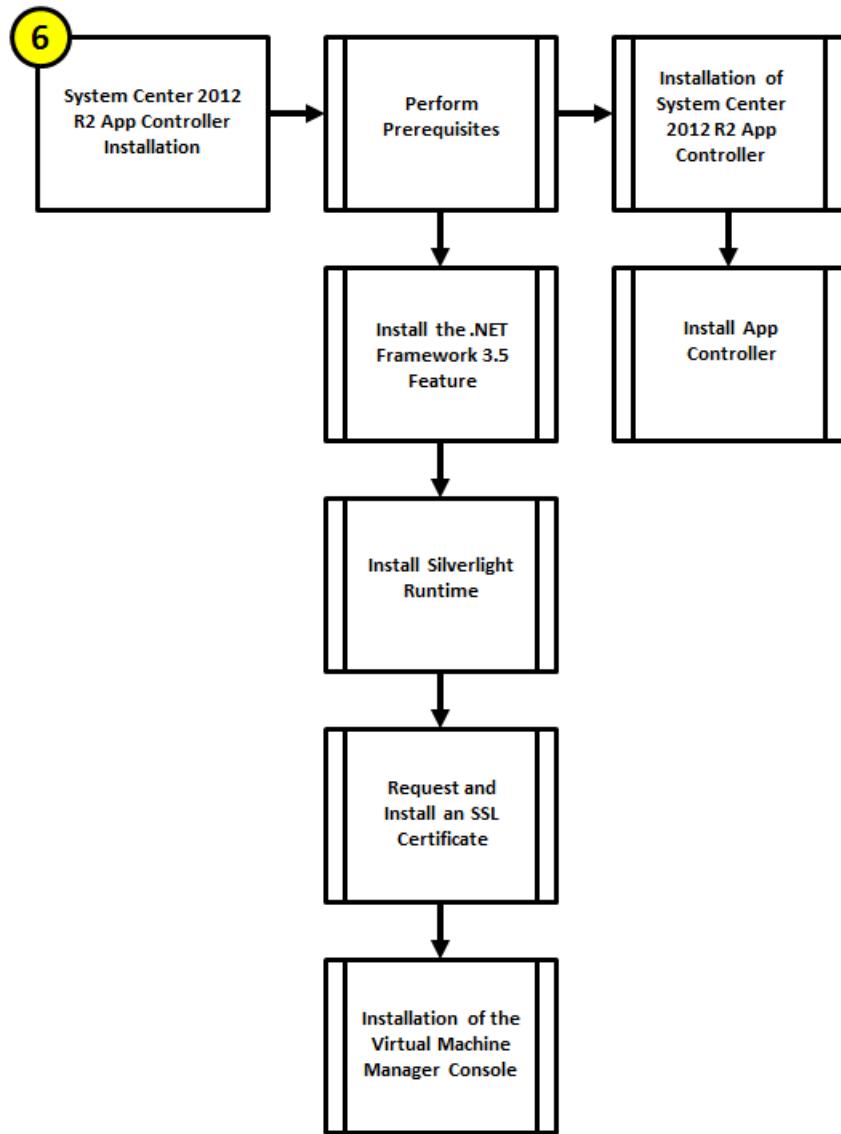 6
System Center 2012
R2 App Controller
Installation
Perform
Prerequisites
Installation of
System Center
2012 R2 App
Controller
Install the .NET
Framework 3.5
Feature
Install App
Controller
Install Silverlight
Runtime
Request and
Install an SSL
Certificate
Installation of the
Virtual Machine
Manager Console